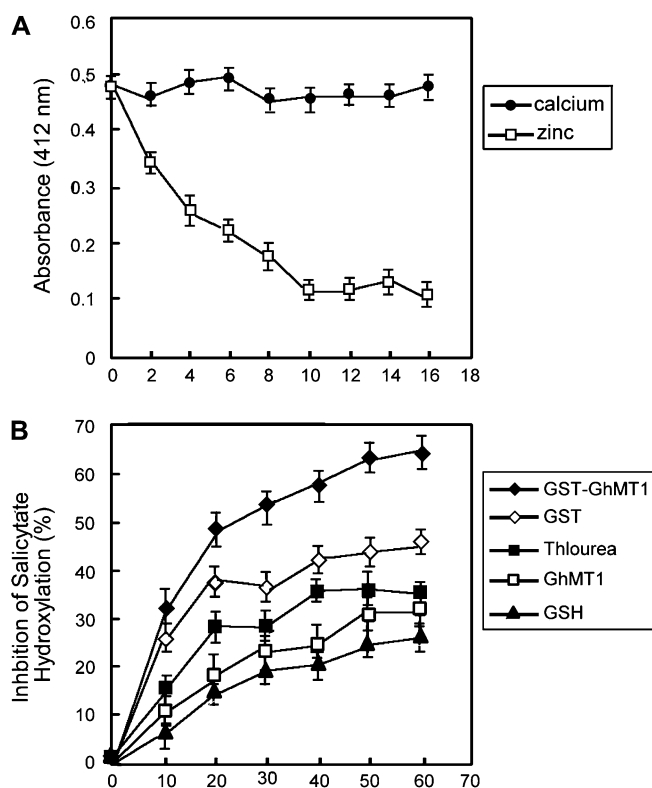 A
Absorbance (412 nm)
0.6
0.5
0.4
0.3
0.2
0.1
0
0 2 4 6 8 10 12 14 16 18
calcium
zinc
B
Inhbition of Salicytate
Hydroxylation (%)
70
60
50
40
30
20
10
0
0 10 20 30 40 50 60 70
GST-GhMT1
GST
Thlourea
GhMT1
GSH